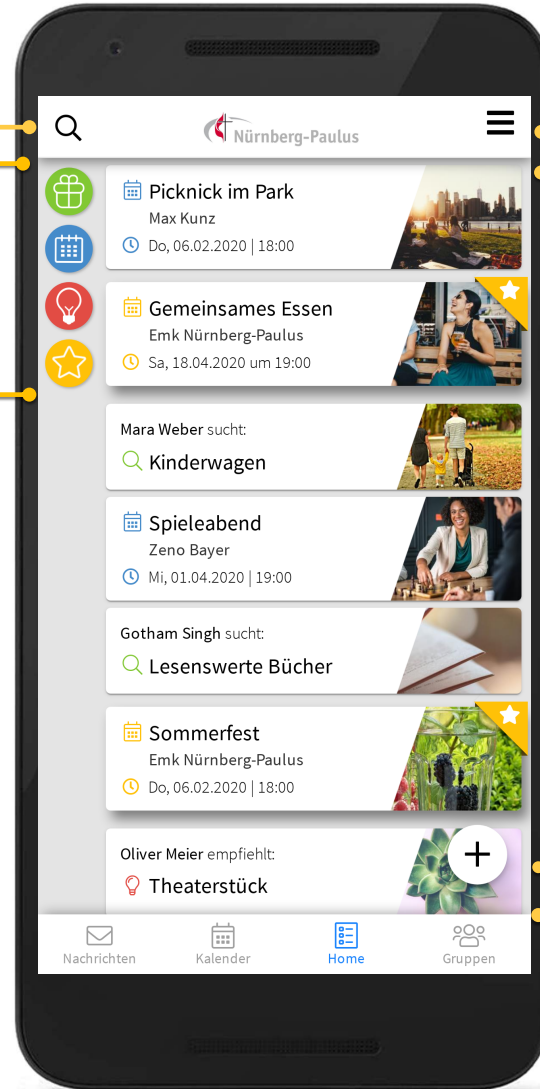 Nürnberg-Paulus
Picknick im Park
Max Kunz
Do, 06.02.2020 | 18:00
Gemeinsames Essen
Emk Nürnberg-Paulus
Sa, 18.04.2020 um 19:00
Mara Weber sucht:
Kinderwagen
Spieleabend
Zeno Bayer
Mi, 01.04.2020 | 19:00
Gotham Singh sucht:
Lesenswerte Bücher
Sommerfest
Emk Nürnberg-Paulus
Do, 06.02.2020 | 18:00
Oliver Meier empfiehlt:
Theaterstück
Nachrichten
Kalender
Home
Gruppen